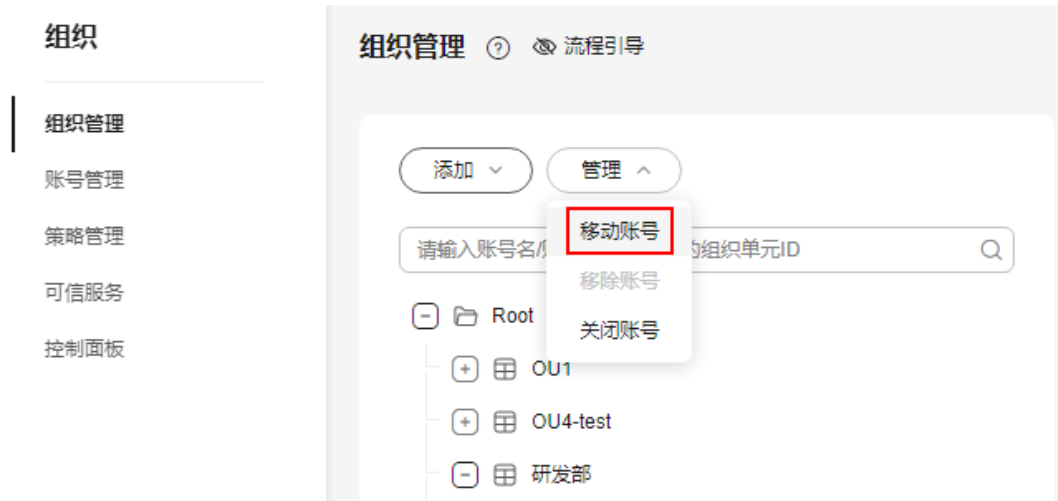 组织
组织管理
账号管理
策略管理
可信服务
控制面板
组织管理 流程引导
添加 管理
移动账号
移除账号
关闭账号
请输入账号名/ 的组织单元ID
Root
OU1
OU4-test
研发部